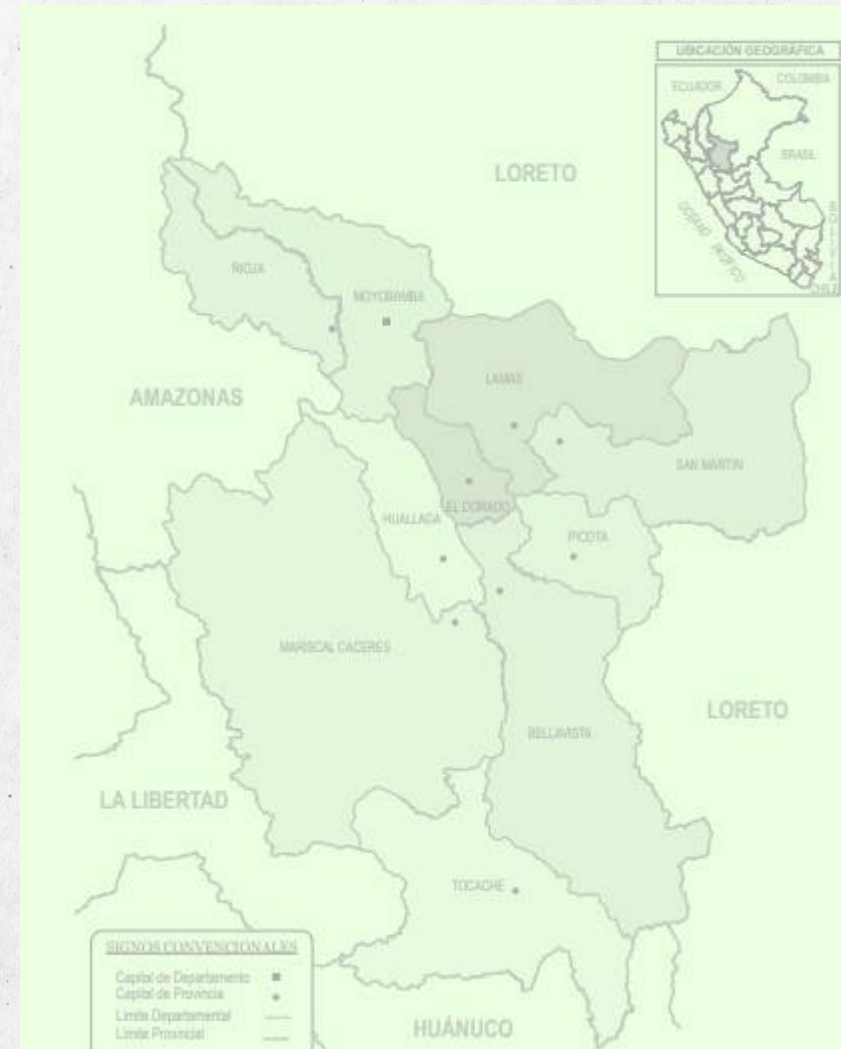 UBICACIÓN GEOGRÁFICA
ECUADOR
COLOMBIA
BRASIL
OCEANO PACIFICO
BOLIVIA
CHILE
LORETO
RIOJA
MOYOBAMBA
LAMAS
AMAZONAS
SAN MARTIN
EL DORADO
HUALLAGA
PICOTA
MARISCAL CACERES
LORETO
BELLAVISTA
LA LIBERTAD
TOCACHE
SIGNOS CONVENCIONALES
Capital de Departamento
Capital de Provincia
Limite Departamental
Limite Provincial
HUÁNUCO